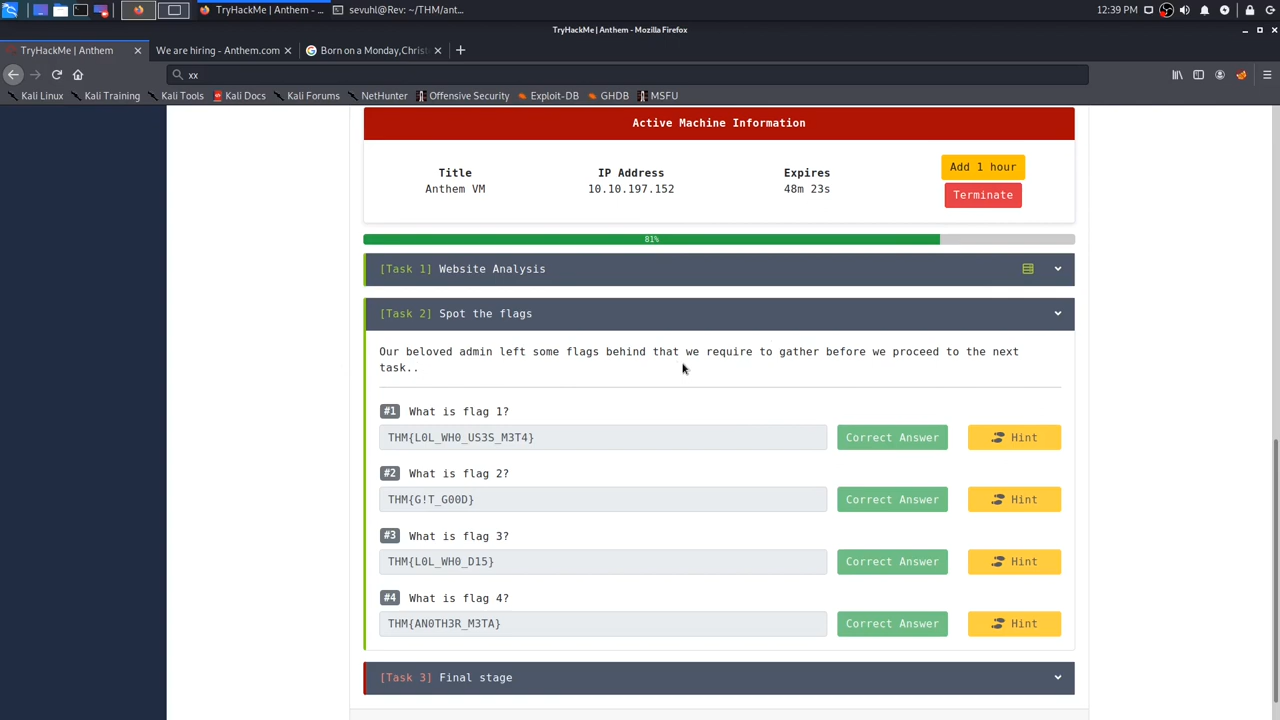 TryHackMe | Anthem - ...
sevuhl@Rev: ~/THM/ant...
12:39 PM
TryHackMe | Anthem - Mozilla Firefox
TryHackMe | Anthem
We are hiring - Anthem.com
Born on a Monday,Christ
xx
Kali Linux
Kali Training
Kali Tools
Kali Docs
Kali Forums
NetHunter
Offensive Security
Exploit-DB
GHDB
MSFU
Active Machine Information
Title
IP Address
Expires
Add 1 hour
Anthem VM
10.10.197.152
48m 23s
Terminate
81%
[Task 1] Website Analysis
[Task 2] Spot the flags
Our beloved admin left some flags behind that we require to gather before we proceed to the next
task..
#1 What is flag 1?
THM{L0L_WH0_US3S_M3T4}
Correct Answer
Hint
#2 What is flag 2?
THM{G!T_G00D}
Correct Answer
Hint
#3 What is flag 3?
THM{L0L_WH0_D15}
Correct Answer
Hint
#4 What is flag 4?
THM{AN0TH3R_M3TA}
Correct Answer
Hint
[Task 3] Final stage